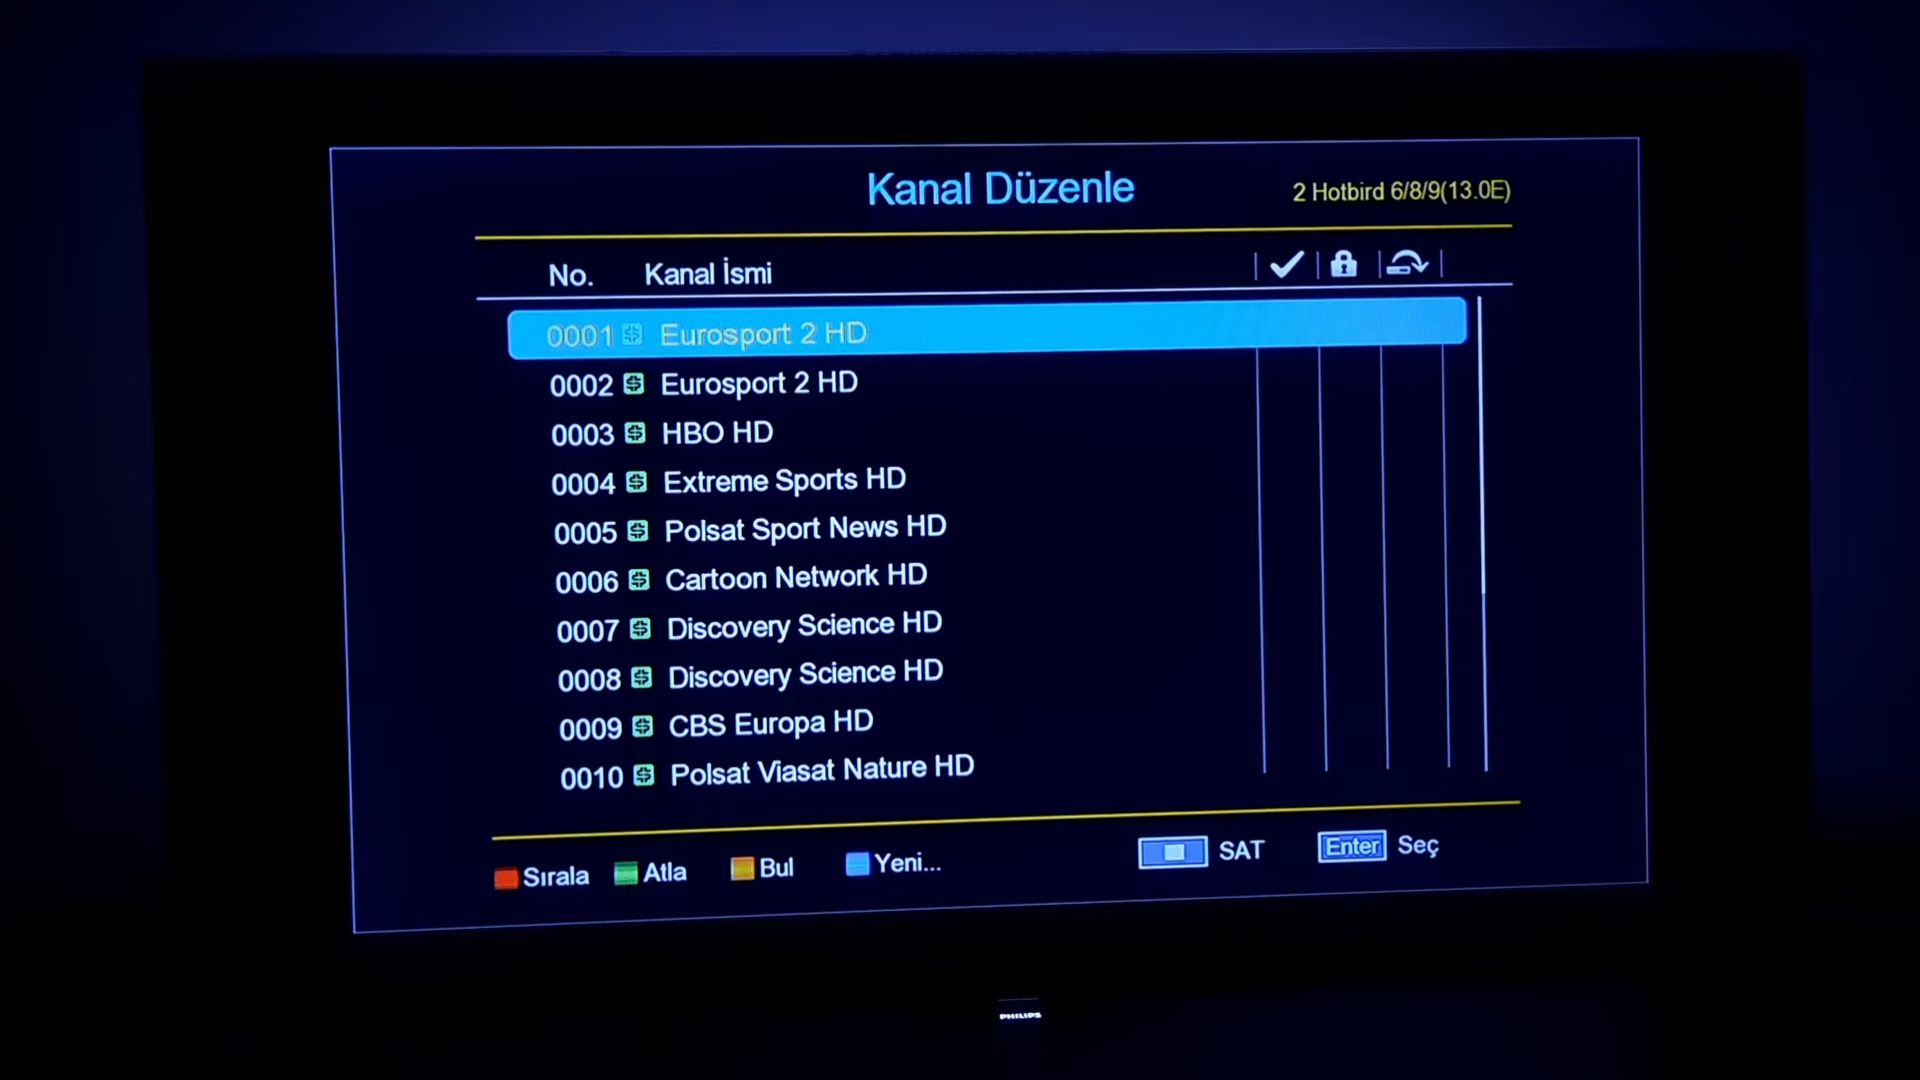 Kanal Düzenle
2 Hotbird 6/8/9(13.0E)
No. Kanal İsmi
0001 $ Eurosport 2 HD
0002 $ Eurosport 2 HD
0003 $ HBO HD
0004 $ Extreme Sports HD
0005 $ Polsat Sport News HD
0006 $ Cartoon Network HD
0007 $ Discovery Science HD
0008 $ Discovery Science HD
0009 $ CBS Europa HD
0010 $ Polsat Viasat Nature HD
Sırala Atla Bul Yeni... SAT Enter Seç
PHILIPS